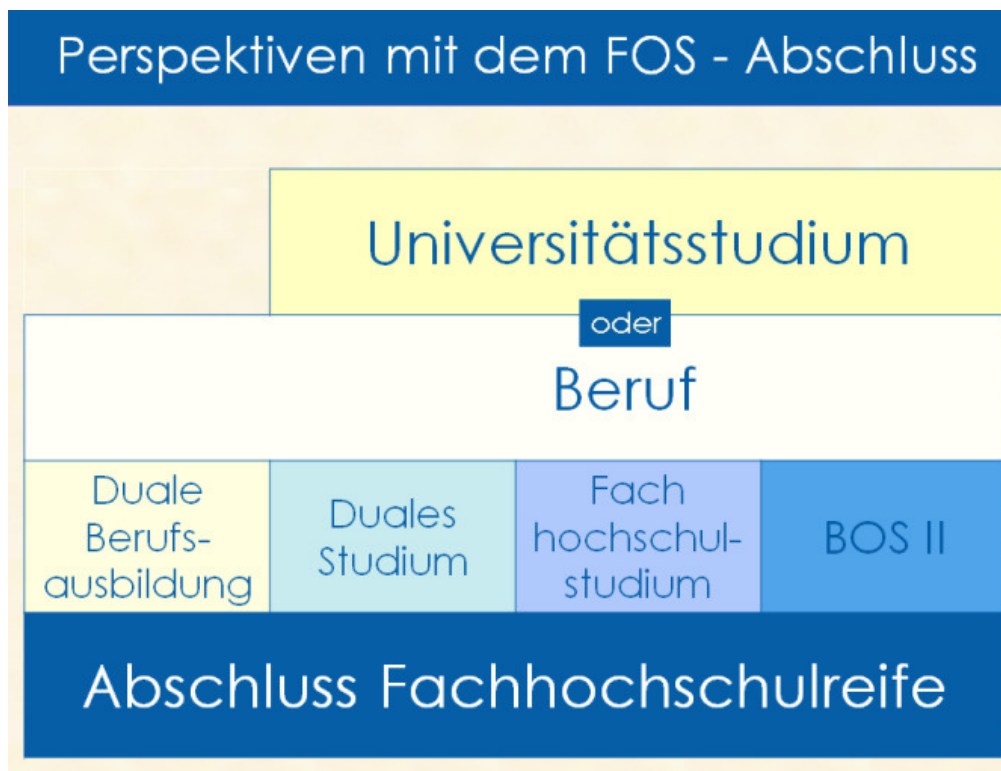 Perspektiven mit dem FOS - Abschluss
Universitätsstudium
oder
Beruf
Duale
Berufs-
ausbildung
Duales
Studium
Fach
hochschul-
studium
BOS II
Abschluss Fachhochschulreife